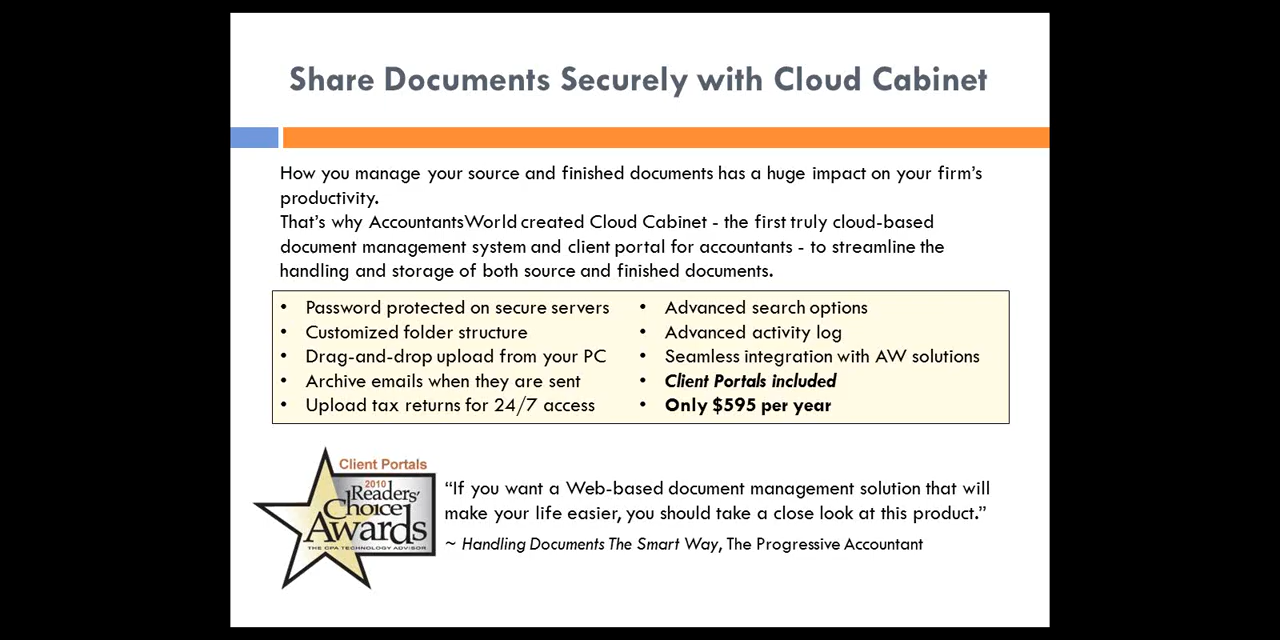 Share Documents Securely with Cloud Cabinet
How you manage your source and finished documents has a huge impact on your firm's
productivity.
That's why AccountantsWorld created Cloud Cabinet - the first truly cloud-based
document management system and client portal for accountants - to streamline the
handling and storage of both source and finished documents.
• Password protected on secure servers
• Customized folder structure
• Drag-and-drop upload from your PC
• Archive emails when they are sent
• Upload tax returns for 24/7 access
• Advanced search options
• Advanced activity log
• Seamless integration with AW solutions
• Client Portals included
• Only $595 per year
Client Portals
2010
Readers'
Choice
Awards
THE CPA TECHNOLOGY ADVISOR
“If you want a Web-based document management solution that will
make your life easier, you should take a close look at this product.”
~ Handling Documents The Smart Way, The Progressive Accountant